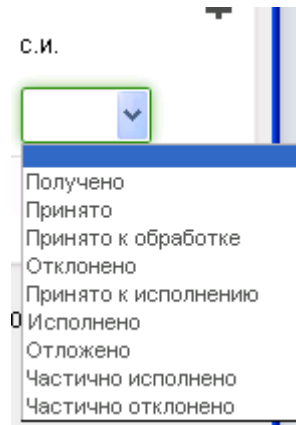 С.И.
Получено
Принято
Принято к обработке
Отклонено
Принято к исполнению
Исполнено
Отложено
Частично исполнено
Частично отклонено